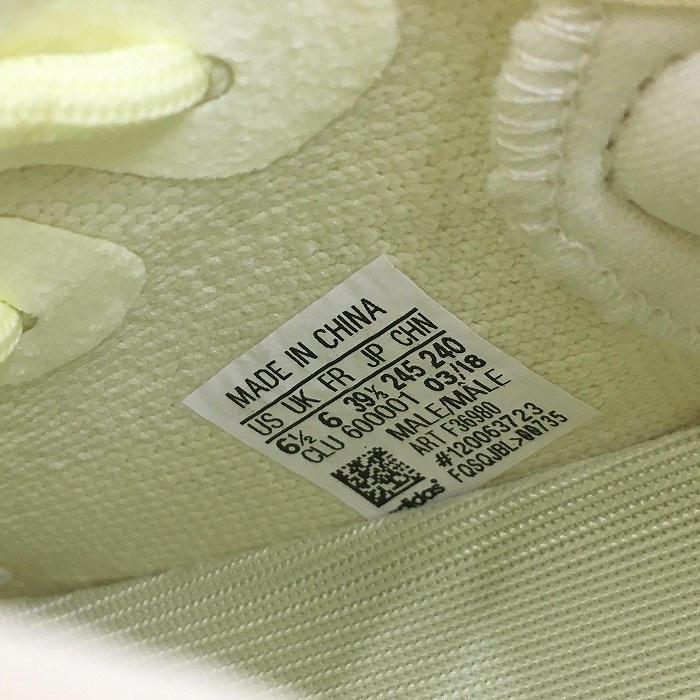 MADE IN CHINA
US UK FR JP CHN
6½ 6 39⅓ 245 240
CLU 600001 03/18
MALE/MÂLE
ART F36980
#120063723
FOSQJBL>00735
adidas